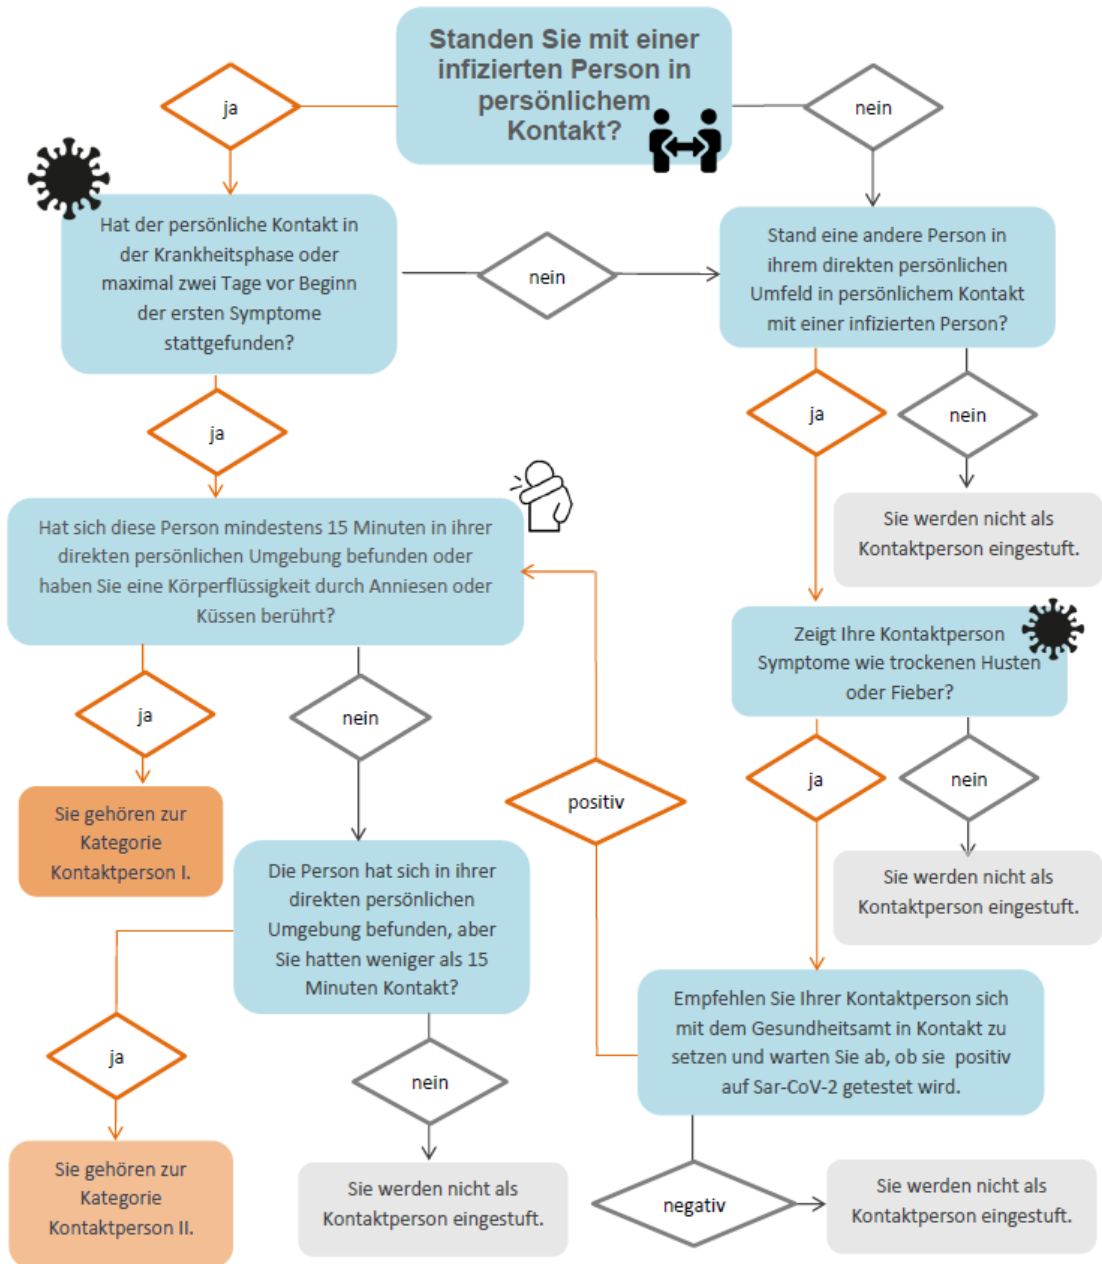 Standen Sie mit einer
infizierten Person in
persönlichem
Kontakt?
ja
nein
Hat der persönliche Kontakt in
der Krankheitsphase oder
maximal zwei Tage vor Beginn
der ersten Symptome
stattgefunden?
nein
Stand eine andere Person in
ihrem direkten persönlichen
Umfeld in persönlichem Kontakt
mit einer infizierten Person?
ja
ja
nein
Hat sich diese Person mindestens 15 Minuten in ihrer
direkten persönlichen Umgebung befunden oder
haben Sie eine Körperflüssigkeit durch Anniesen oder
Küssen berührt?
Sie werden nicht als
Kontaktperson eingestuft.
Zeigt Ihre Kontaktperson
Symptome wie trockenen Husten
oder Fieber?
ja
nein
ja
nein
positiv
Sie gehören zur
Kategorie
Kontaktperson I.
Die Person hat sich in ihrer
direkten persönlichen
Umgebung befunden, aber
Sie hatten weniger als 15
Minuten Kontakt?
Sie werden nicht als
Kontaktperson eingestuft.
Empfehlen Sie Ihrer Kontaktperson sich
mit dem Gesundheitsamt in Kontakt zu
setzen und warten Sie ab, ob sie positiv
auf Sar-CoV-2 getestet wird.
ja
nein
Sie gehören zur
Kategorie
Kontaktperson II.
Sie werden nicht als
Kontaktperson eingestuft.
negativ
Sie werden nicht als
Kontaktperson eingestuft.